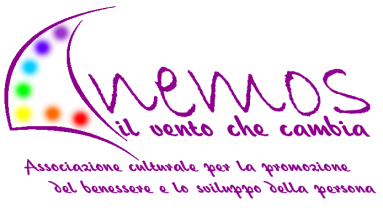 Anemos
il vento che cambia
Associazione culturale per la promozione
del benessere e lo sviluppo della persona